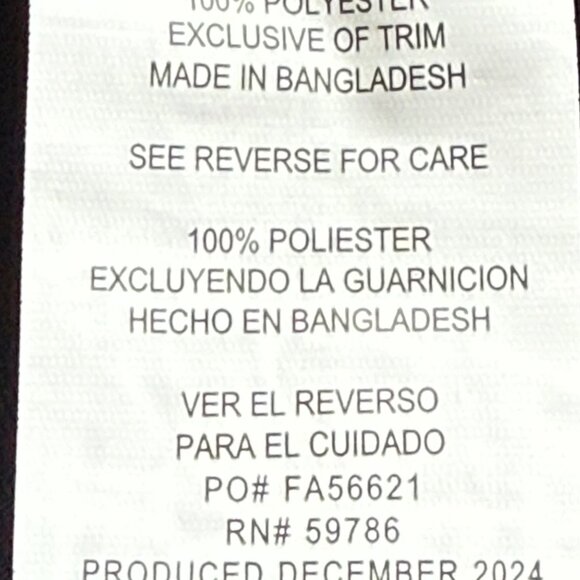 100% POLYESTER
EXCLUSIVE OF TRIM
MADE IN BANGLADESH
SEE REVERSE FOR CARE
100% POLIESTER
EXCLUYENDO LA GUARNICION
HECHO EN BANGLADESH
VER EL REVERSO
PARA EL CUIDADO
PO# FA56621
RN# 59786
PRODUCED DECEMBER 2024